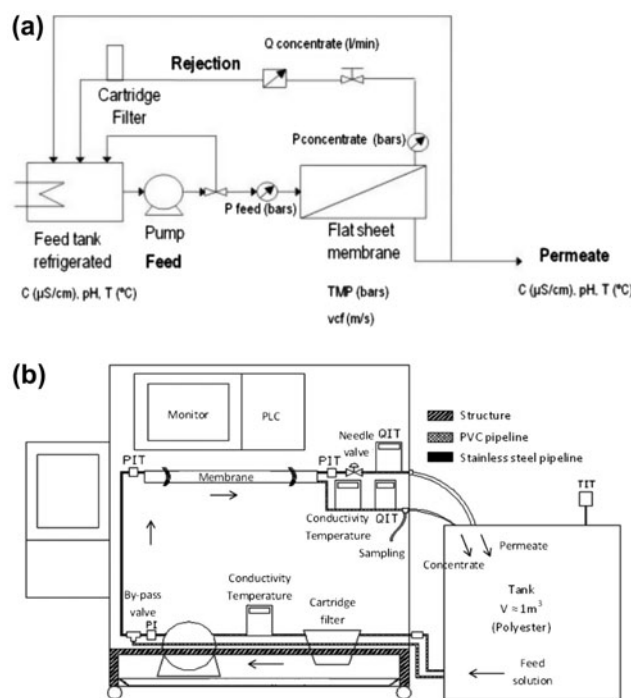 (a)
Q concentrate (l/min)
Rejection
Cartridge
Filter
Pconcentrate (bars)
P feed (bars)
Feed tank
refrigerated
Pump
Feed
Flat sheet
membrane
Permeate
C (µS/cm), pH, T (°C)
TMP (bars)
vcf (m/s)
C (µS/cm), pH, T (°C)
(b)
Monitor
PLC
Needle
valve
QIT
Structure
PVC pipeline
Stainless steel pipeline
PIT
Membrane
PIT
TIT
Conductivity
Temperature
QIT
Sampling
Concentrate
Permeate
By-pass
valve
PI
Conductivity
Temperature
Cartridge
filter
Tank
V ≈ 1m³
(Polyester)
Feed
solution